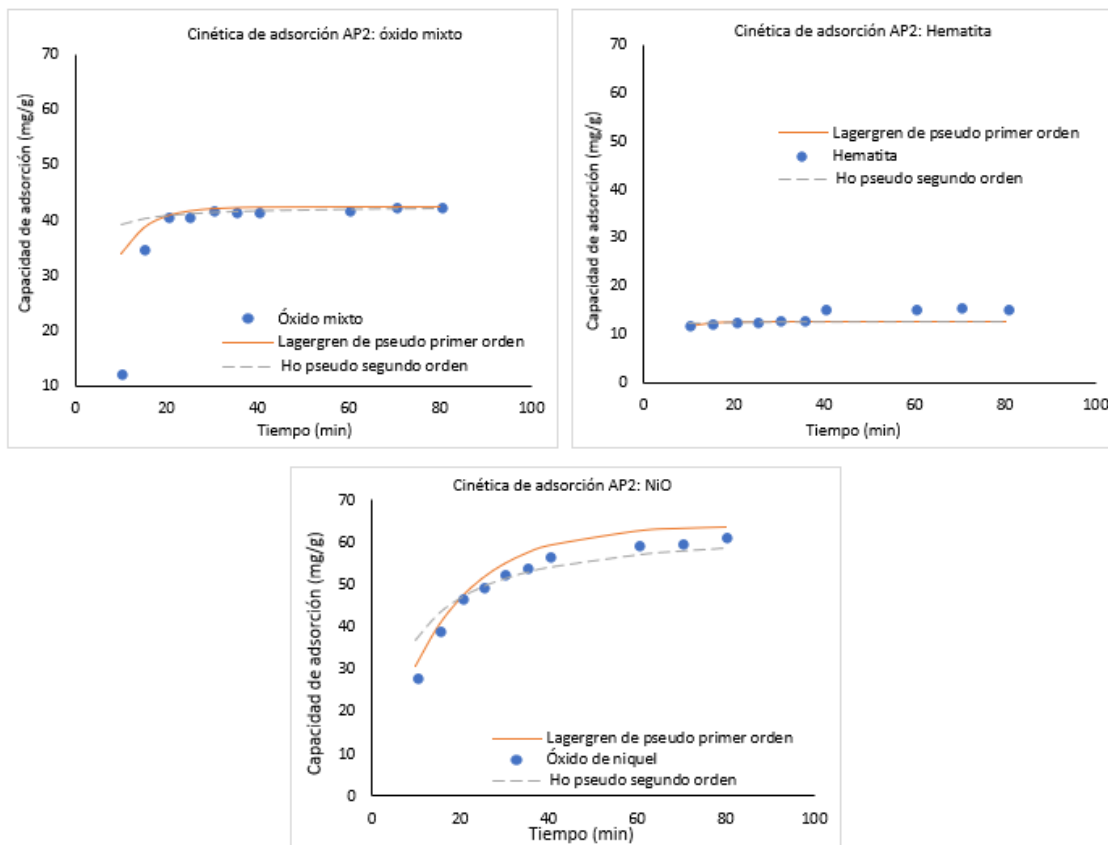 Cinética de adsorción AP2: óxido mixto
Capacidad de adsorción (mg/g)
70
60
50
40
30
20
10
0
20
40
60
80
100
Tiempo (min)
Óxido mixto
Lagergren de pseudo primer orden
Ho pseudo segundo orden
Cinética de adsorción AP2: Hematita
Capacidad de adsorción (mg/g)
70
60
50
40
30
20
10
0
0
20
40
60
80
100
Tiempo (min)
Lagergren de pseudo primer orden
Hematita
Ho pseudo segundo orden
Cinética de adsorción AP2: NiO
Capacidad de adsorción (mg/g)
70
60
50
40
30
20
10
0
0
20
40
60
80
100
Tiempo (min)
Lagergren de pseudo primer orden
Óxido de niquel
Ho pseudo segundo orden